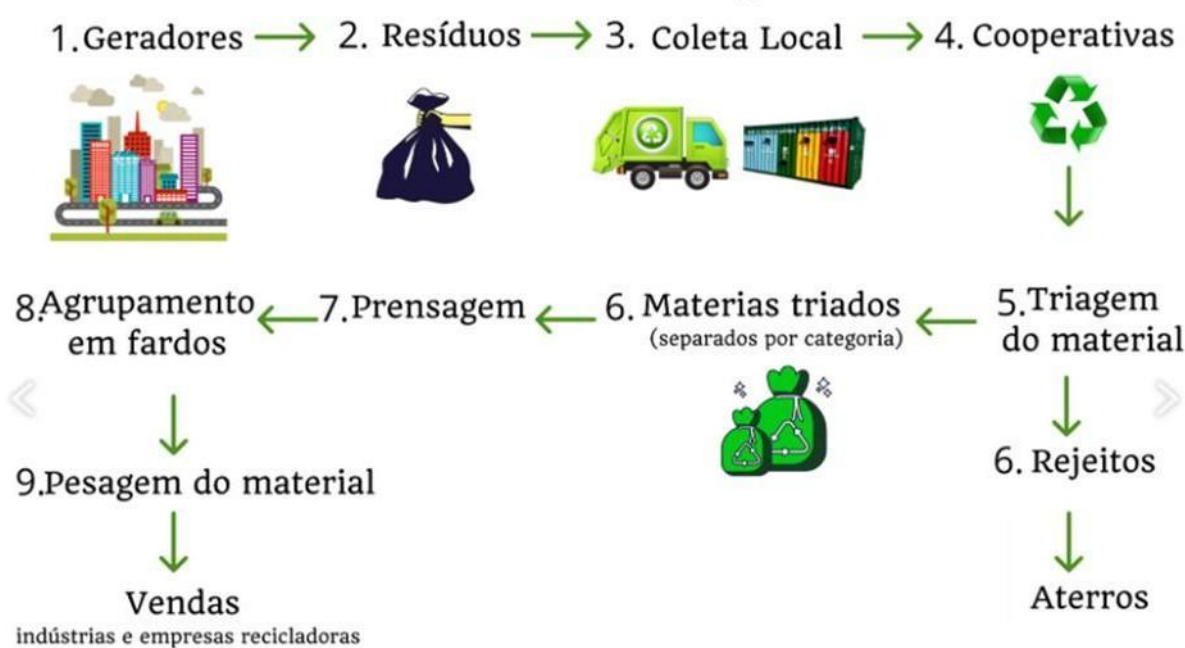 1.Geradores
2. Resíduos
3. Coleta Local
4. Cooperativas
5.Triagem
do material
6. Materias triados
(separados por categoria)
7.Prensagem
8.Agrupamento
em fardos
6. Rejeitos
Aterros
9.Pesagem do material
Vendas
indústrias e empresas recicladoras